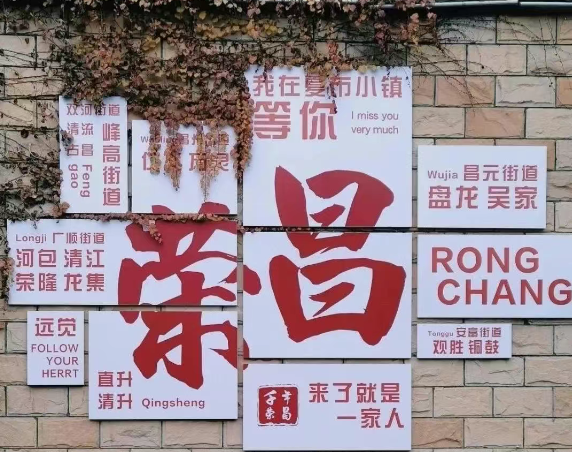 我在夏布小镇
等你
I miss you
very much
双河街道
清流
古昌
峰高街道
Feng
gao
昌州街道
荣昌
Wujia 昌元街道
盘龙 吴家
Longji 广顺街道
河包 清江
荣隆 龙集
RONG
CHANG
远觉
FOLLOW
YOUR
HERRT
直升
清升 Qingsheng
Tonggu 安富街道
观胜 铜鼓
来了就是
一家人